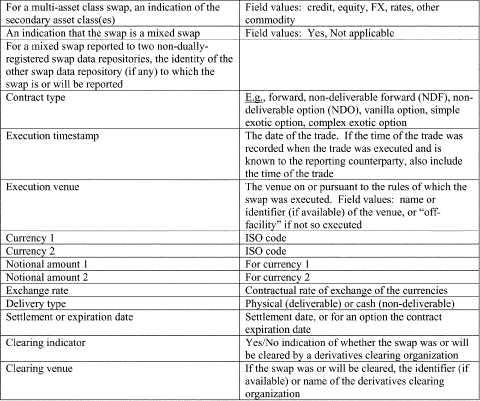 For a multi-asset class swap, an indication of the
secondary asset class(es)
Field values: credit, equity, FX, rates, other
commodity
An indication that the swap is a mixed swap
Field values: Yes, Not applicable
For a mixed swap reported to two non-dually-
registered swap data repositories, the identity of the
other swap data repository (if any) to which the
swap is or will be reported
Contract type
E.g., forward, non-deliverable forward (NDF), non-
deliverable option (NDO), vanilla option, simple
exotic option, complex exotic option
Execution timestamp
The date of the trade. If the time of the trade was
recorded when the trade was executed and is
known to the reporting counterparty, also include
the time of the trade
Execution venue
The venue on or pursuant to the rules of which the
swap was executed. Field values: name or
identifier (if available) of the venue, or “off-
facility” if not so executed
Currency 1
ISO code
Currency 2
ISO code
Notional amount 1
For currency 1
Notional amount 2
For currency 2
Exchange rate
Contractual rate of exchange of the currencies
Delivery type
Physical (deliverable) or cash (non-deliverable)
Settlement or expiration date
Settlement date, or for an option the contract
expiration date
Clearing indicator
Yes/No indication of whether the swap was or will
be cleared by a derivatives clearing organization
Clearing venue
If the swap was or will be cleared, the identifier (if
available) or name of the derivatives clearing
organization